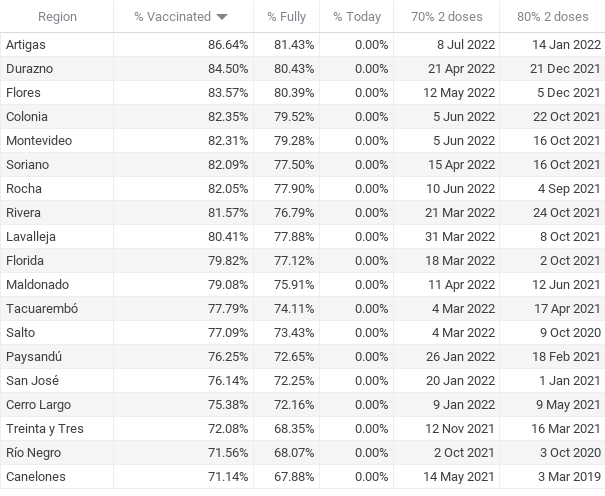 Region % Vaccinated % Fully % Today 70% 2 doses 80% 2 doses
Artigas 86.64% 81.43% 0.00% 8 Jul 2022 14 Jan 2022
Durazno 84.50% 80.43% 0.00% 21 Apr 2022 21 Dec 2021
Flores 83.57% 80.39% 0.00% 12 May 2022 5 Dec 2021
Colonia 82.35% 79.52% 0.00% 5 Jun 2022 22 Oct 2021
Montevideo 82.31% 79.28% 0.00% 5 Jun 2022 16 Oct 2021
Soriano 82.09% 77.50% 0.00% 15 Apr 2022 16 Oct 2021
Rocha 82.05% 77.90% 0.00% 10 Jun 2022 4 Sep 2021
Rivera 81.57% 76.79% 0.00% 21 Mar 2022 24 Oct 2021
Lavalleja 80.41% 77.88% 0.00% 31 Mar 2022 8 Oct 2021
Florida 79.82% 77.12% 0.00% 18 Mar 2022 2 Oct 2021
Maldonado 79.08% 75.91% 0.00% 11 Apr 2022 12 Jun 2021
Tacuarembó 77.79% 74.11% 0.00% 4 Mar 2022 17 Apr 2021
Salto 77.09% 73.43% 0.00% 4 Mar 2022 9 Oct 2020
Paysandú 76.25% 72.65% 0.00% 26 Jan 2022 18 Feb 2021
San José 76.14% 72.25% 0.00% 20 Jan 2022 1 Jan 2021
Cerro Largo 75.38% 72.16% 0.00% 9 Jan 2022 9 May 2021
Treinta y Tres 72.08% 68.35% 0.00% 12 Nov 2021 16 Mar 2021
Río Negro 71.56% 68.07% 0.00% 2 Oct 2021 3 Oct 2020
Canelones 71.14% 67.88% 0.00% 14 May 2021 3 Mar 2019